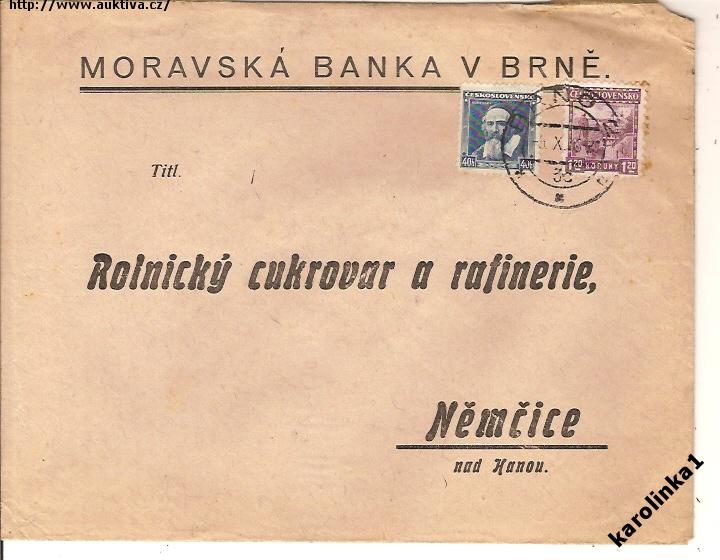 http://www.auktiva.cz/
MORAVSKÁ BANKA V BRNĚ.
ČESKOSLOVENSKO
40h 40h
ČESKOSLOVENSKO
1.20 KORUNY 1.20
38
Titl.
Rolnický cukrovar a rafinerie,
Němčice
nad Hanou.
karolinka1